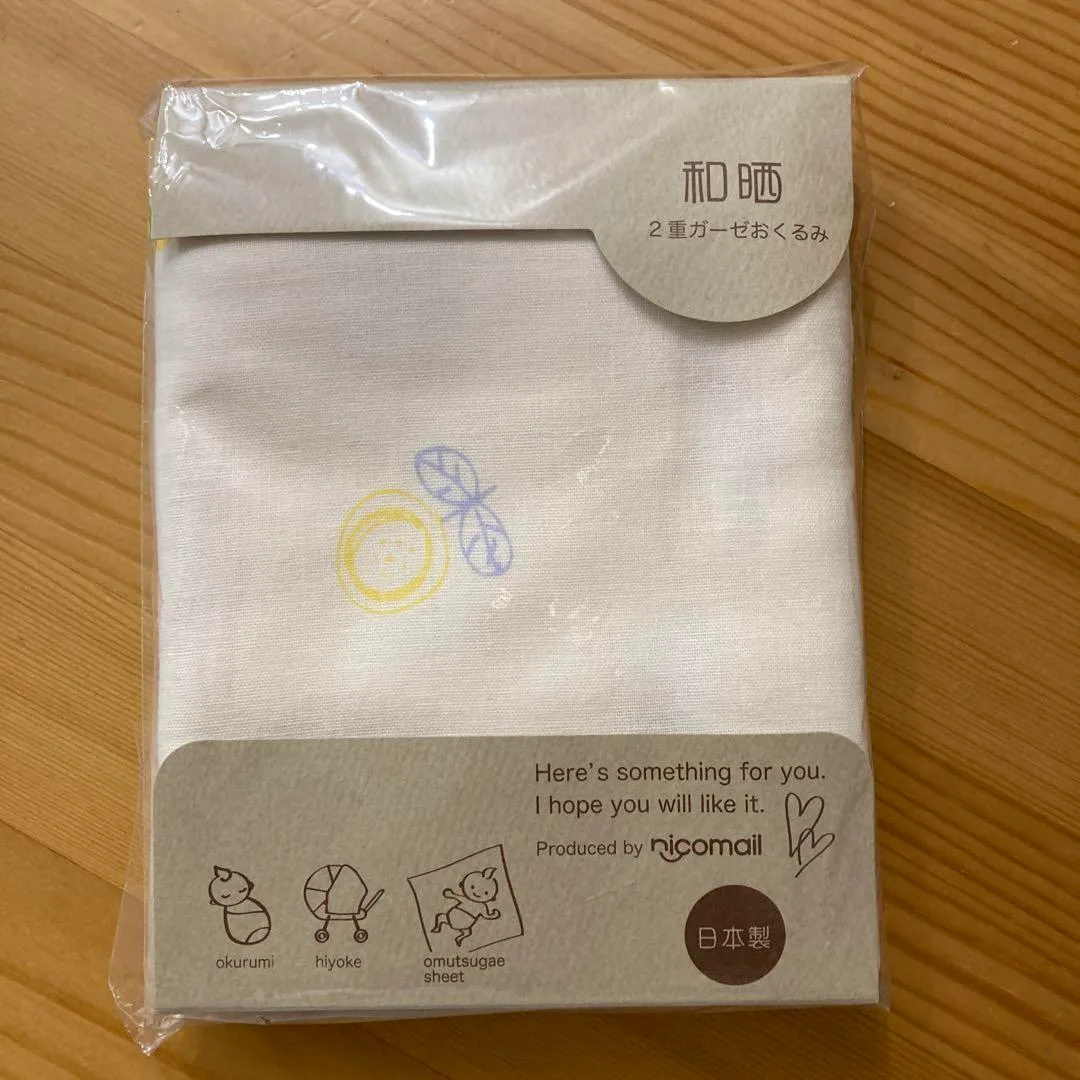 和晒
2重ガーゼおくるみ
Here's something for you.
I hope you will like it.
Produced by nicomail
okurumi
hiyoke
omutsugae
sheet
日本製